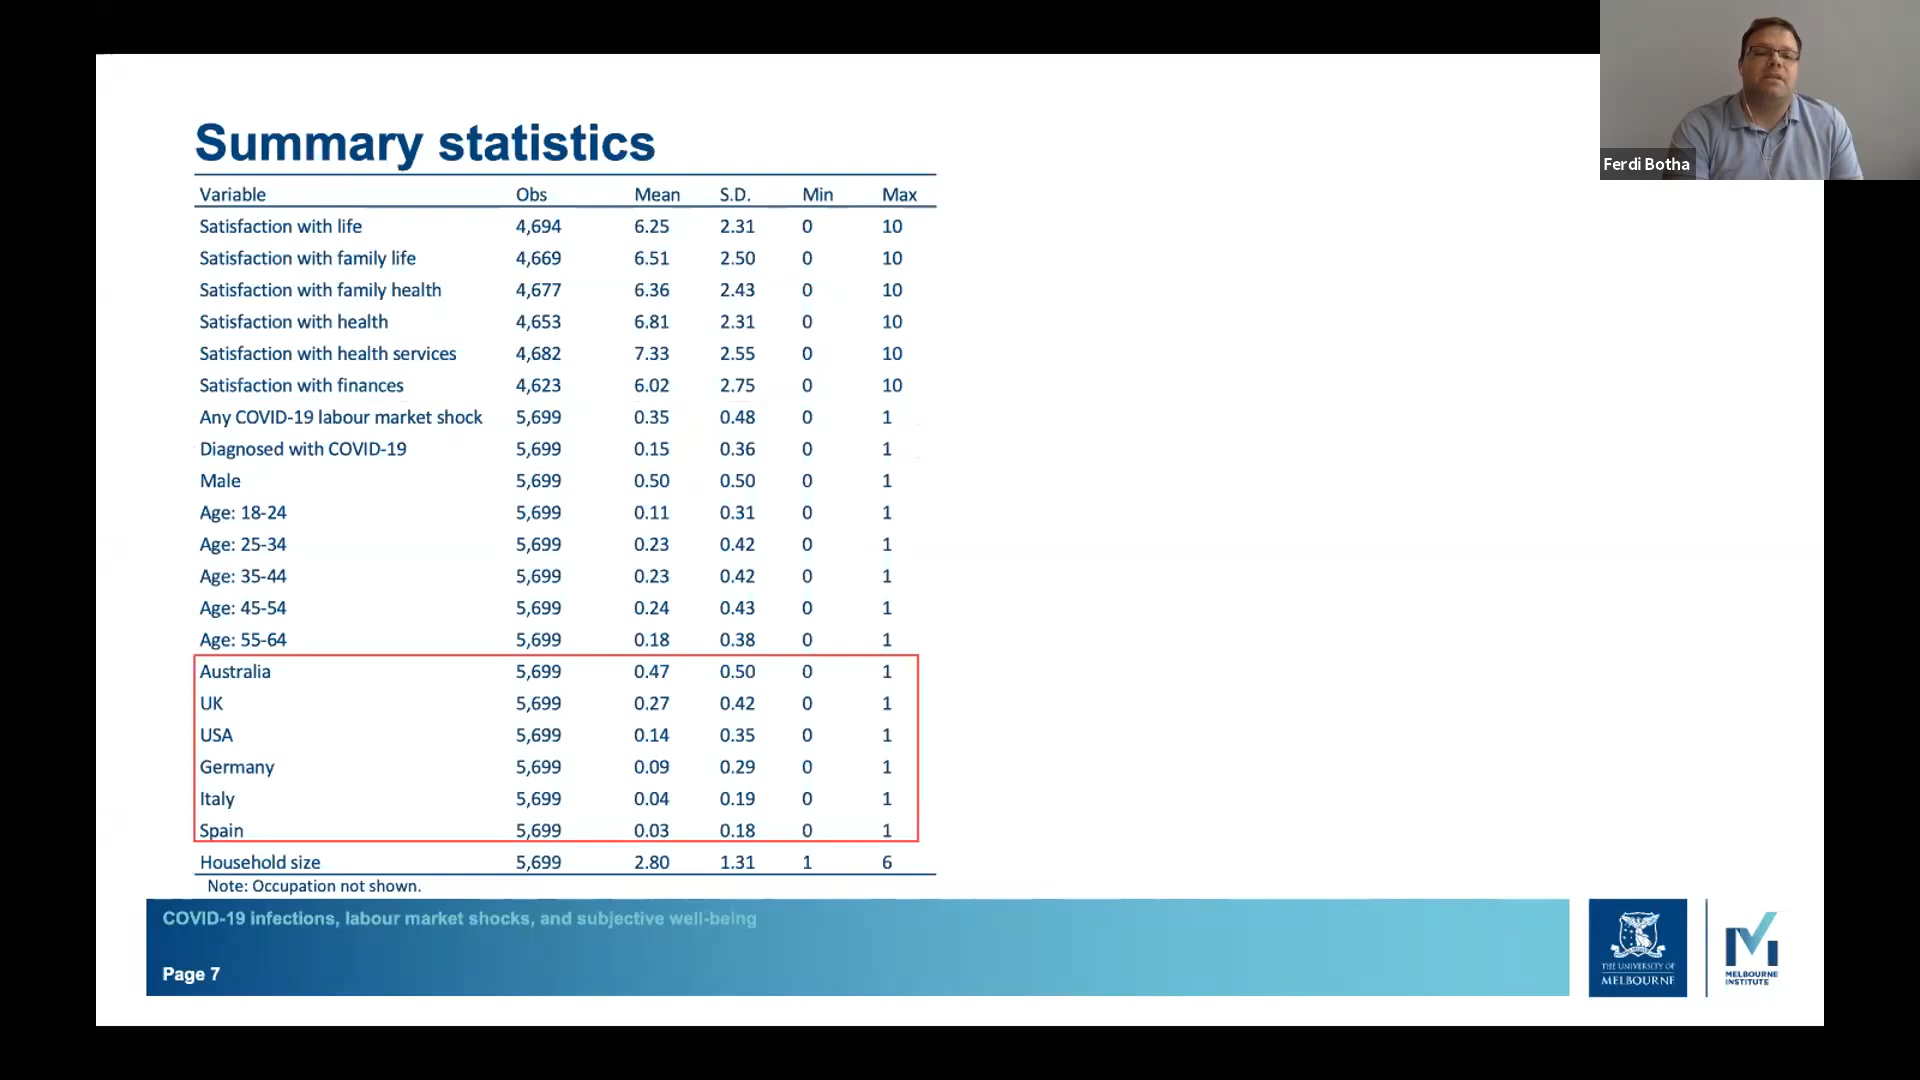 Ferdi Botha
Summary statistics
Variable Obs Mean S.D. Min Max
Satisfaction with life 4,694 6.25 2.31 0 10
Satisfaction with family life 4,669 6.51 2.50 0 10
Satisfaction with family health 4,677 6.36 2.43 0 10
Satisfaction with health 4,653 6.81 2.31 0 10
Satisfaction with health services 4,682 7.33 2.55 0 10
Satisfaction with finances 4,623 6.02 2.75 0 10
Any COVID-19 labour market shock 5,699 0.35 0.48 0 1
Diagnosed with COVID-19 5,699 0.15 0.36 0 1
Male 5,699 0.50 0.50 0 1
Age: 18-24 5,699 0.11 0.31 0 1
Age: 25-34 5,699 0.23 0.42 0 1
Age: 35-44 5,699 0.23 0.42 0 1
Age: 45-54 5,699 0.24 0.43 0 1
Age: 55-64 5,699 0.18 0.38 0 1
Australia 5,699 0.47 0.50 0 1
UK 5,699 0.27 0.42 0 1
USA 5,699 0.14 0.35 0 1
Germany 5,699 0.09 0.29 0 1
Italy 5,699 0.04 0.19 0 1
Spain 5,699 0.03 0.18 0 1
Household size 5,699 2.80 1.31 1 6
Note: Occupation not shown.
COVID-19 infections, labour market shocks, and subjective well-being
Page 7
THE UNIVERSITY OF
MELBOURNE
MELBOURNE
INSTITUTE